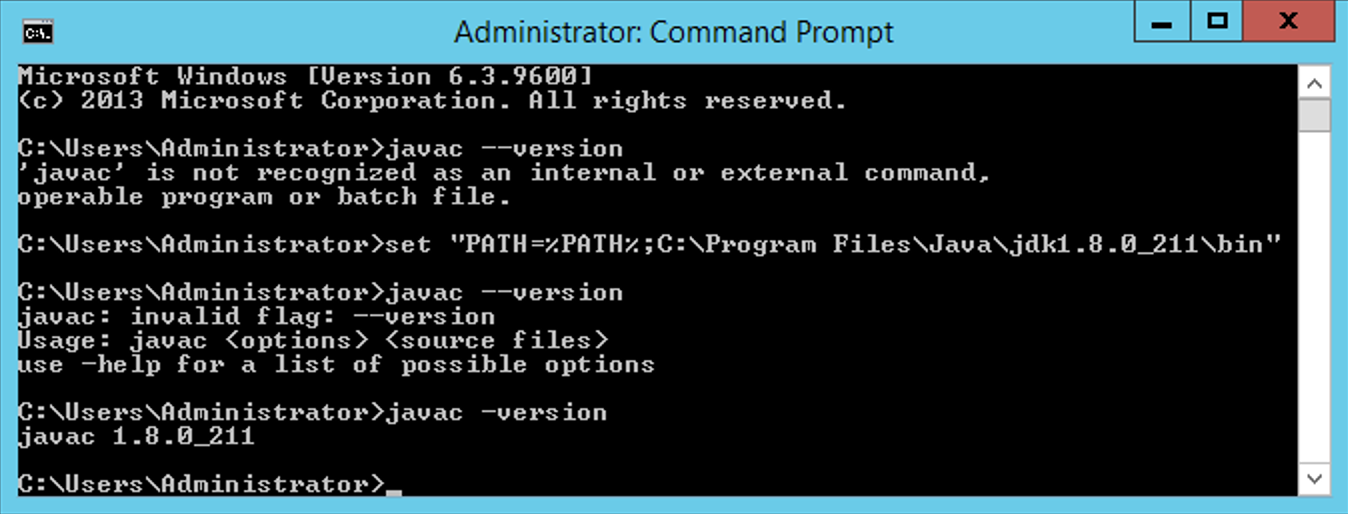 Administrator: Command Prompt
Microsoft Windows [Version 6.3.9600]
(c) 2013 Microsoft Corporation. All rights reserved.
C:\Users\Administrator>javac --version
'javac' is not recognized as an internal or external command,
operable program or batch file.
C:\Users\Administrator>set "PATH=%PATH%;C:\Program Files\Java\jdk1.8.0_211\bin"
C:\Users\Administrator>javac --version
javac: invalid flag: --version
Usage: javac <options> <source files>
use -help for a list of possible options
C:\Users\Administrator>javac -version
javac 1.8.0_211
C:\Users\Administrator>_